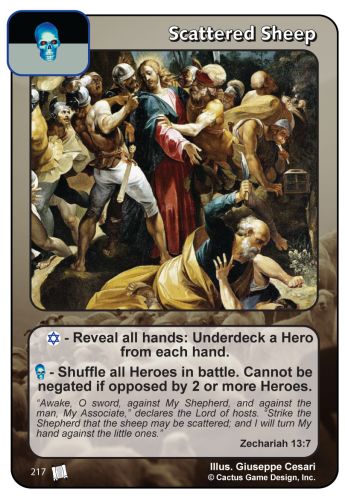 Scattered Sheep
- Reveal all hands: Underdeck a Hero
from each hand.
- Shuffle all Heroes in battle. Cannot be
negated if opposed by 2 or more Heroes.
"Awake, O sword, against My Shepherd, and against the
man, My Associate," declares the Lord of hosts. "Strike the
Shepherd that the sheep may be scattered; and I will turn My
hand against the little ones."
Zechariah 13:7
Illus. Giuseppe Cesari
217
© Cactus Game Design, Inc.